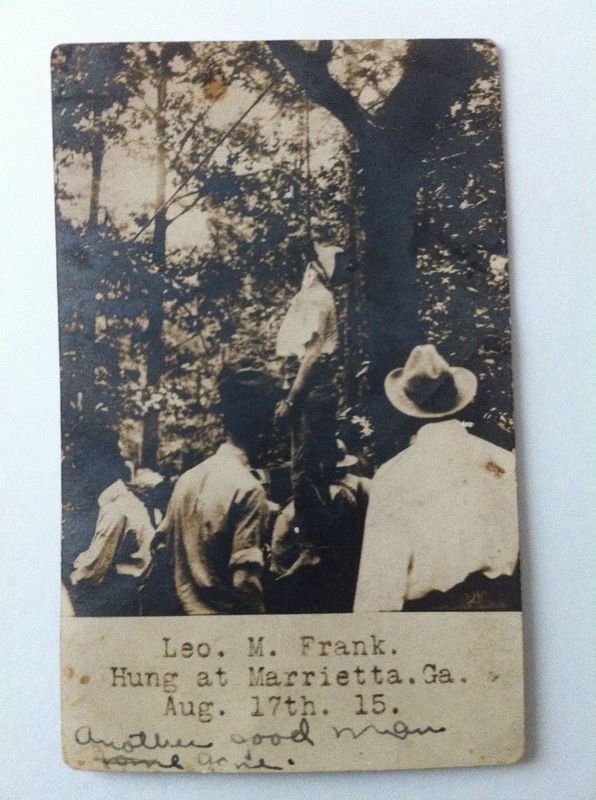 Leo. M. Frank.
Hung at Marrietta.Ga.
Aug. 17th. 15.
Another good man
gone.